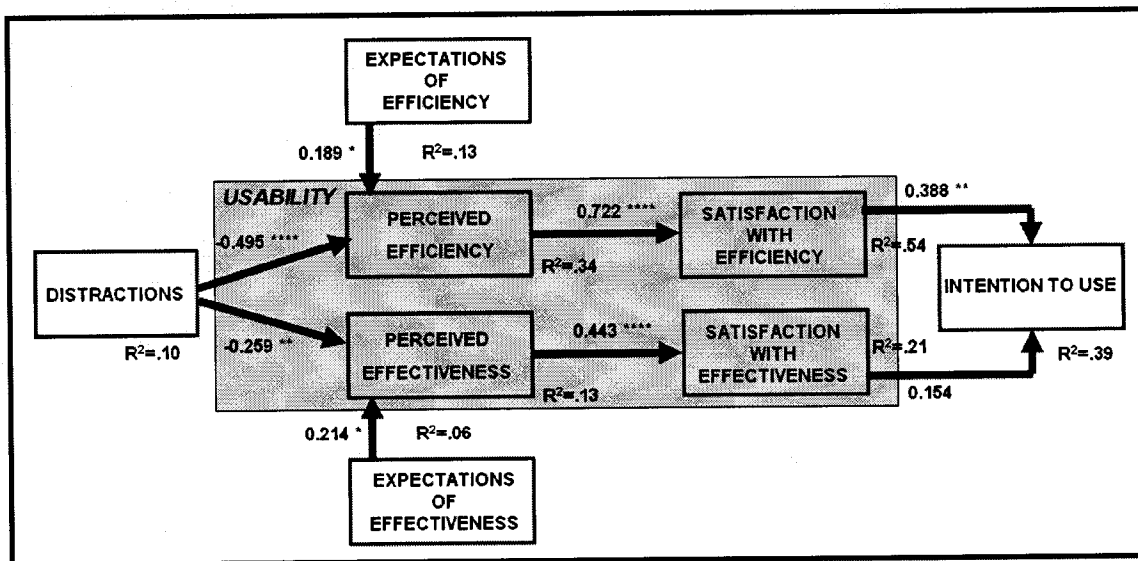 EXPECTATIONS
OF
EFFICIENCY
0.189 *
R²=.13
USABILITY
PERCEIVED
EFFICIENCY
0.722 ****
SATISFACTION
WITH
EFFICIENCY
0.388 **
-0.495 ****
R²=.34
R²=.54
DISTRACTIONS
INTENTION TO USE
R²=.10
-0.259 **
PERCEIVED
EFFECTIVENESS
0.443 ****
SATISFACTION
WITH
EFFECTIVENESS
R²=.21
R²=.39
R²=.13
0.154
0.214 *
R²=.06
EXPECTATIONS
OF
EFFECTIVENESS